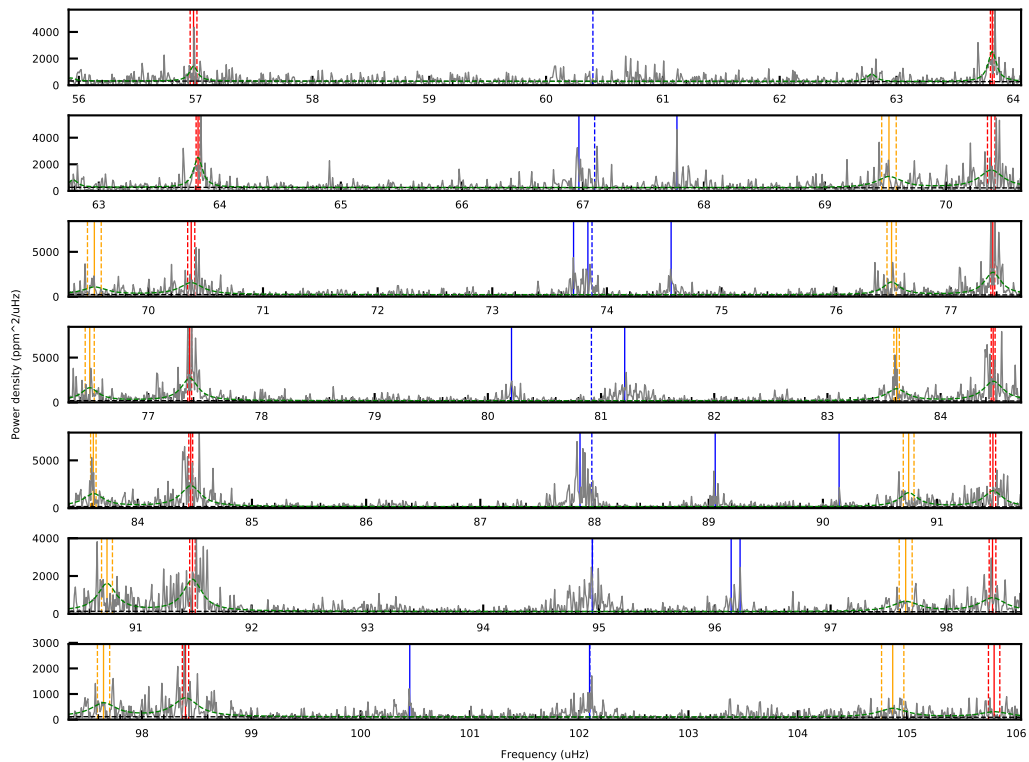 4000
2000
0
56 57 58 59 60 61 62 63 64
4000
2000
0
63 64 65 66 67 68 69 70
5000
0
70 71 72 73 74 75 76 77
Power density (ppm^2/uHz)
5000
0
77 78 79 80 81 82 83 84
5000
0
84 85 86 87 88 89 90 91
4000
2000
0
91 92 93 94 95 96 97 98
3000
2000
1000
0
98 99 100 101 102 103 104 105 106
Frequency (uHz)